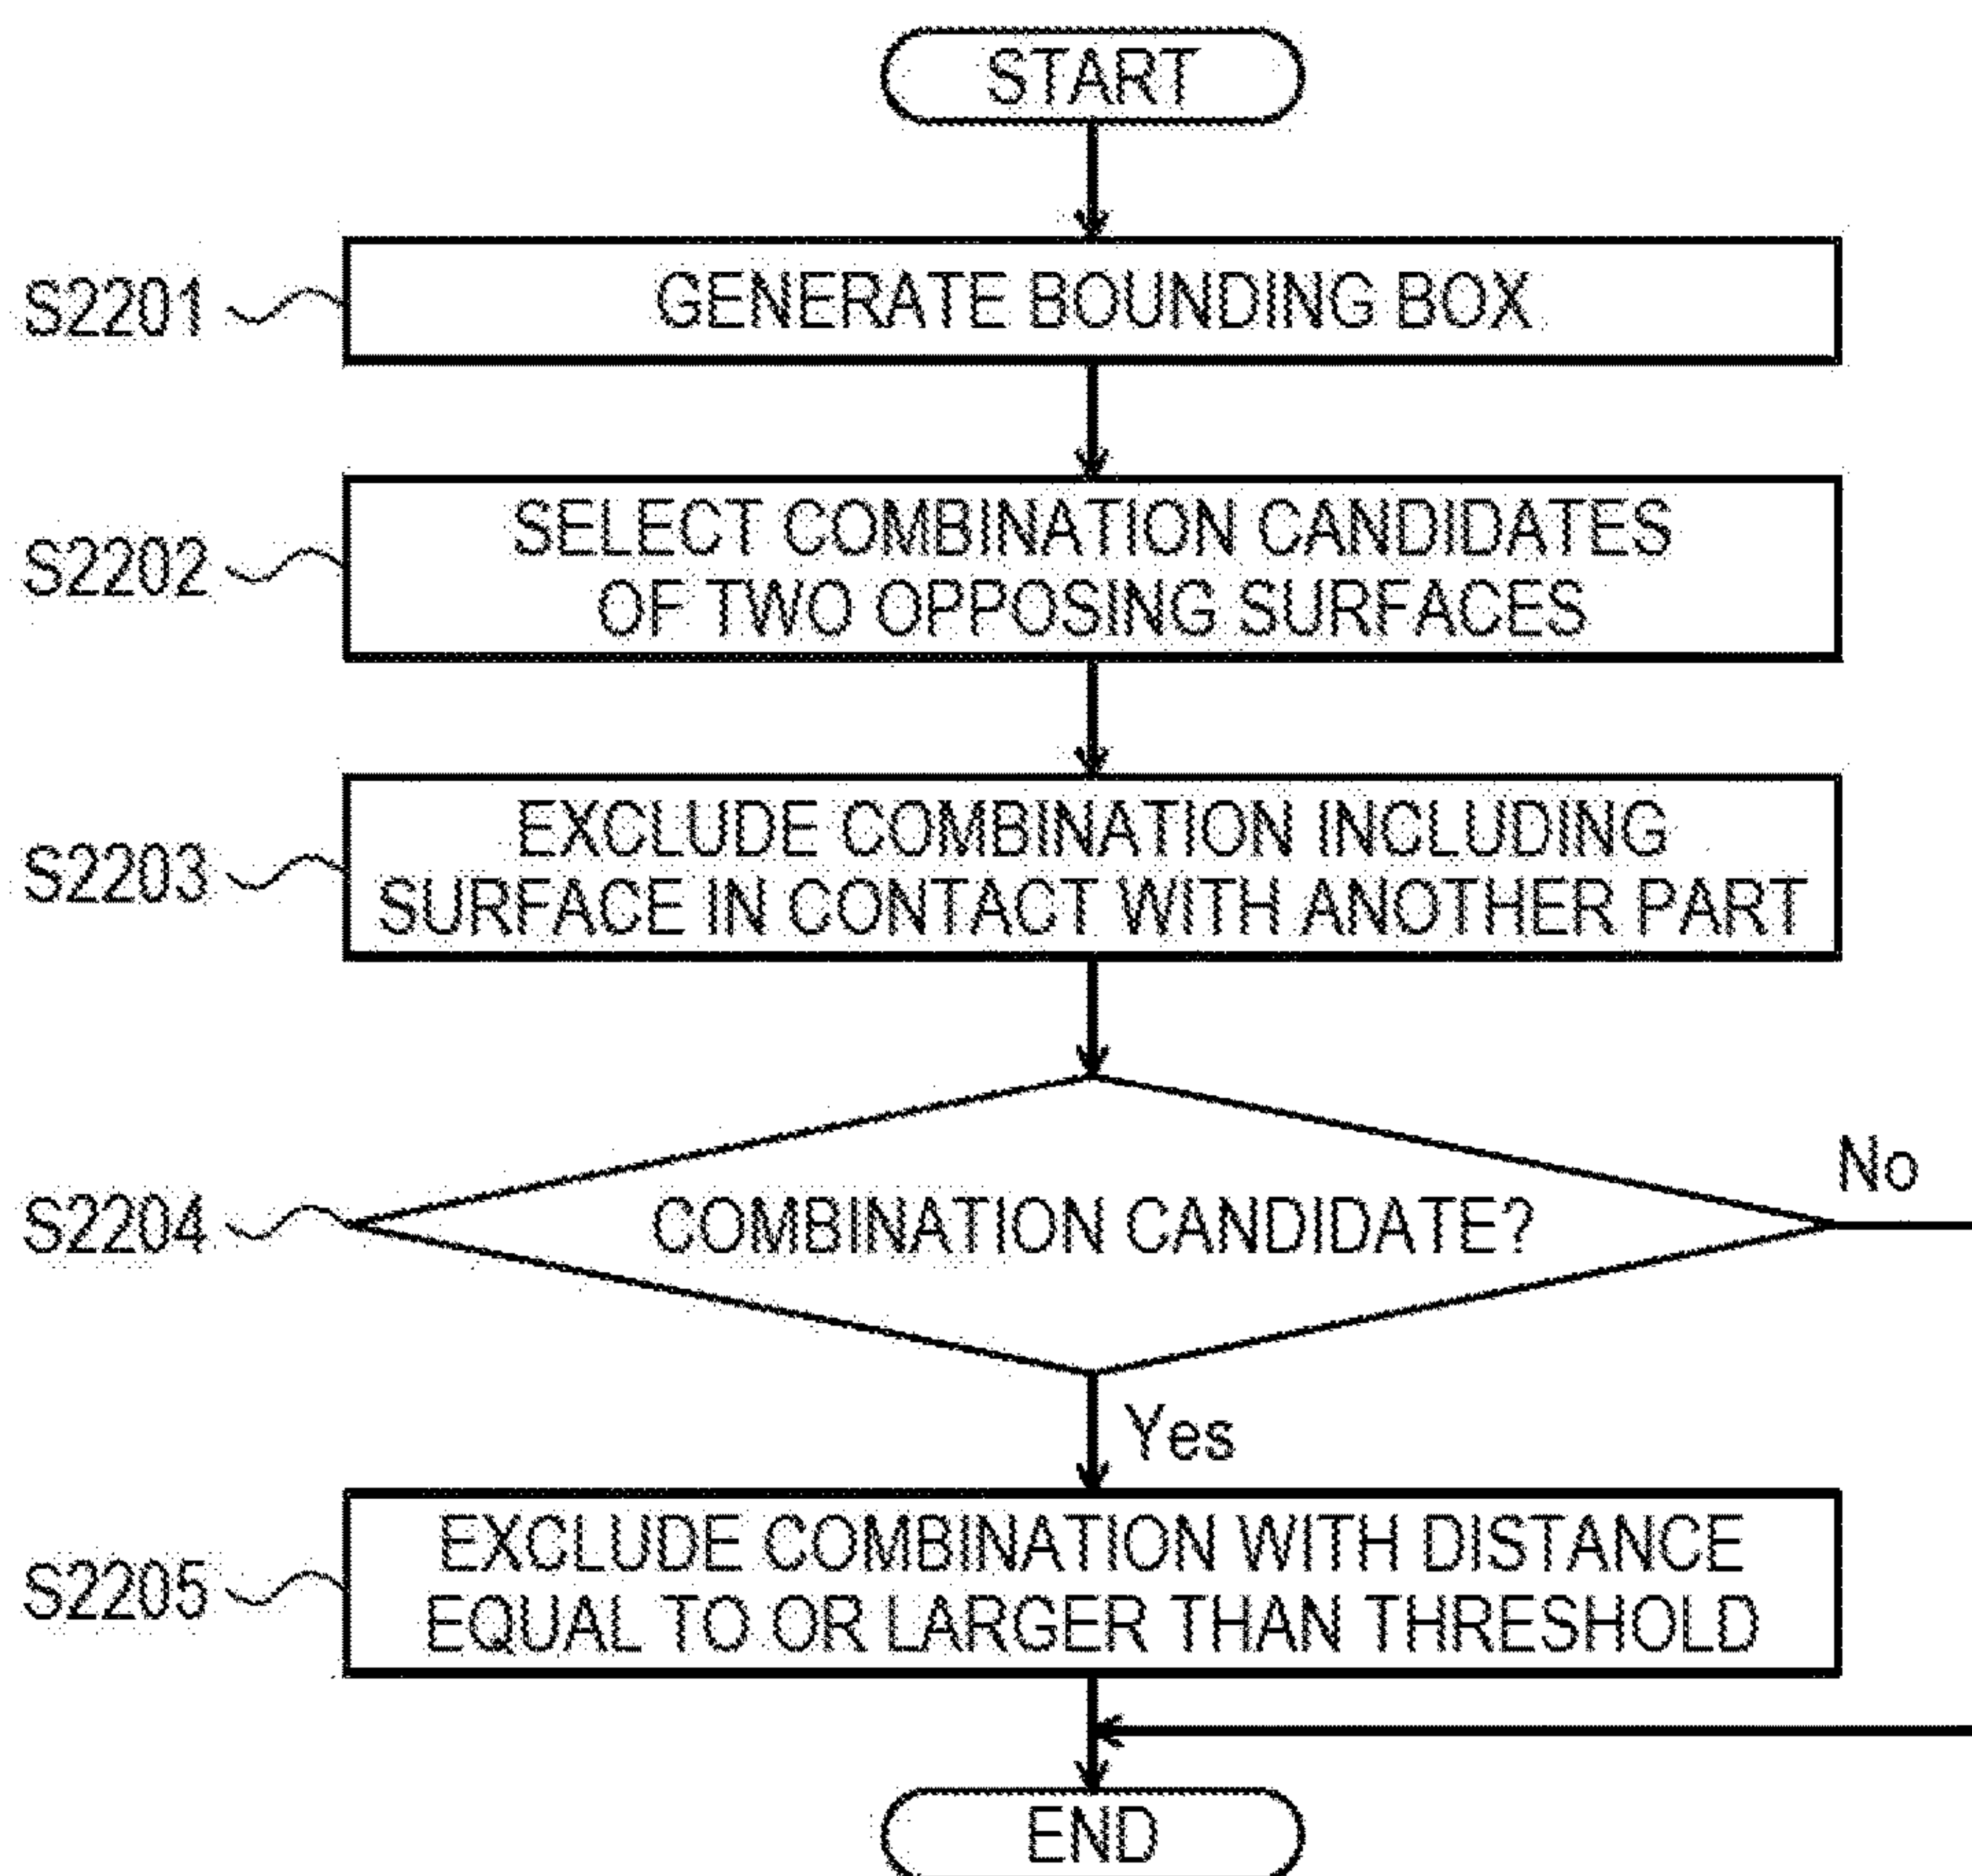 START
S2201
GENERATE BOUNDING BOX
S2202
SELECT COMBINATION CANDIDATES
OF TWO OPPOSING SURFACES
S2203
EXCLUDE COMBINATION INCLUDING
SURFACE IN CONTACT WITH ANOTHER PART
S2204
COMBINATION CANDIDATE?
No
Yes
S2205
EXCLUDE COMBINATION WITH DISTANCE
EQUAL TO OR LARGER THAN THRESHOLD
END